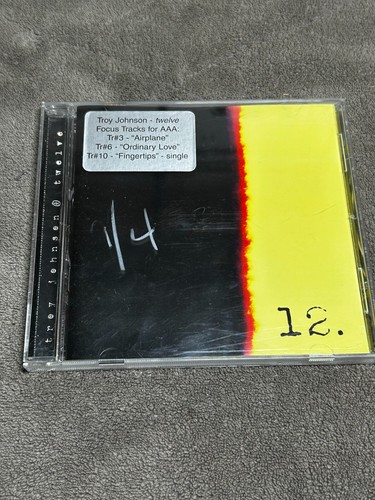 Troy Johnson - twelve
Focus Tracks for AAA:
Tr#3 - "Airplane"
Tr#6 - "Ordinary Love"
Tr#10 - "Fingertips" - single
1/4
12.
troy johnson@twelve